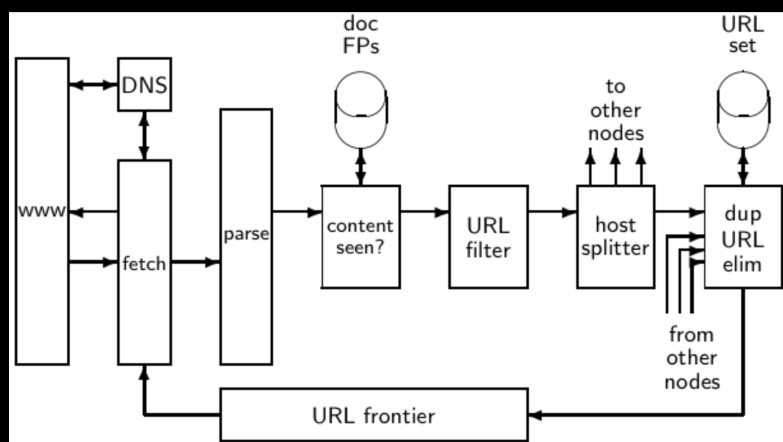 doc
FPs
URL
set
DNS
to
other
nodes
www
parse
content
seen?
URL
filter
host
splitter
dup
URL
elim
fetch
from
other
nodes
URL frontier